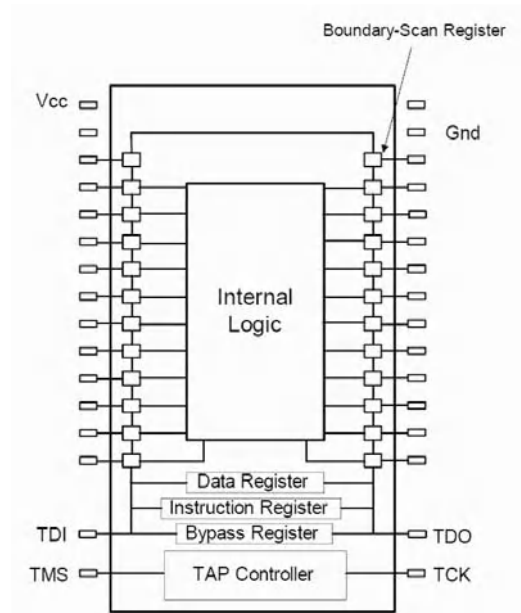 Boundary-Scan Register
Vcc
Gnd
Internal
Logic
Data Register
Instruction Register
TDI
Bypass Register
TDO
TMS
TAP Controller
TCK